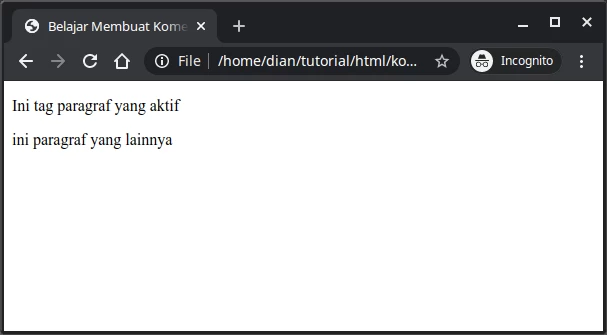 Belajar Membuat Kome
File /home/dian/tutorial/html/ko... Incognito
Ini tag paragraf yang aktif
ini paragraf yang lainnya